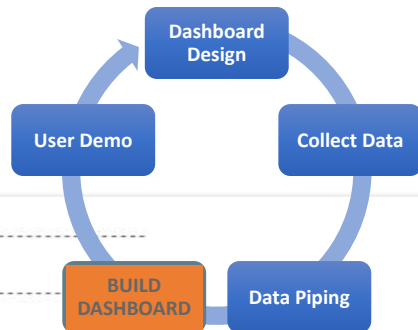 Dashboard
Design
User Demo
Collect Data
BUILD
DASHBOARD
Data Piping